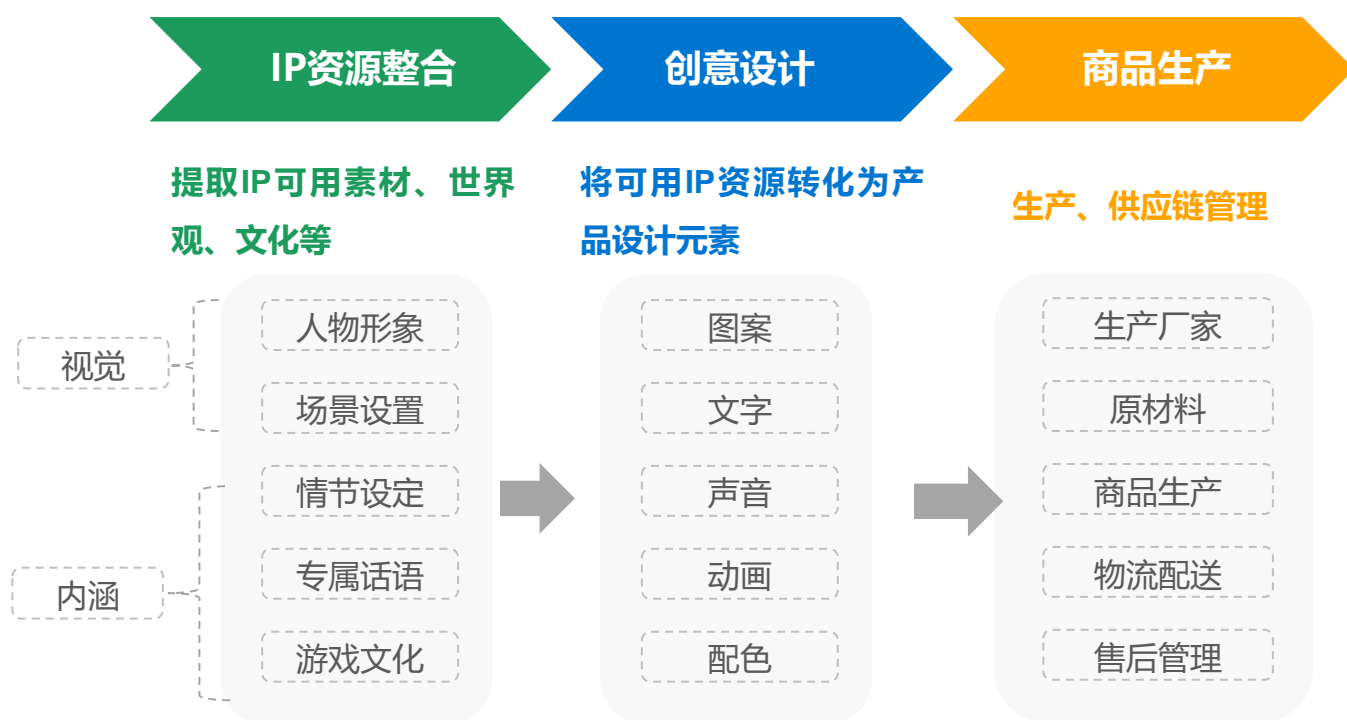 IP资源整合
创意设计
商品生产
提取IP可用素材、世界
观、文化等
将可用IP资源转化为产
品设计元素
生产、供应链管理
视觉
内涵
人物形象
场景设置
情节设定
专属话语
游戏文化
图案
文字
声音
动画
配色
生产厂家
原材料
商品生产
物流配送
售后管理